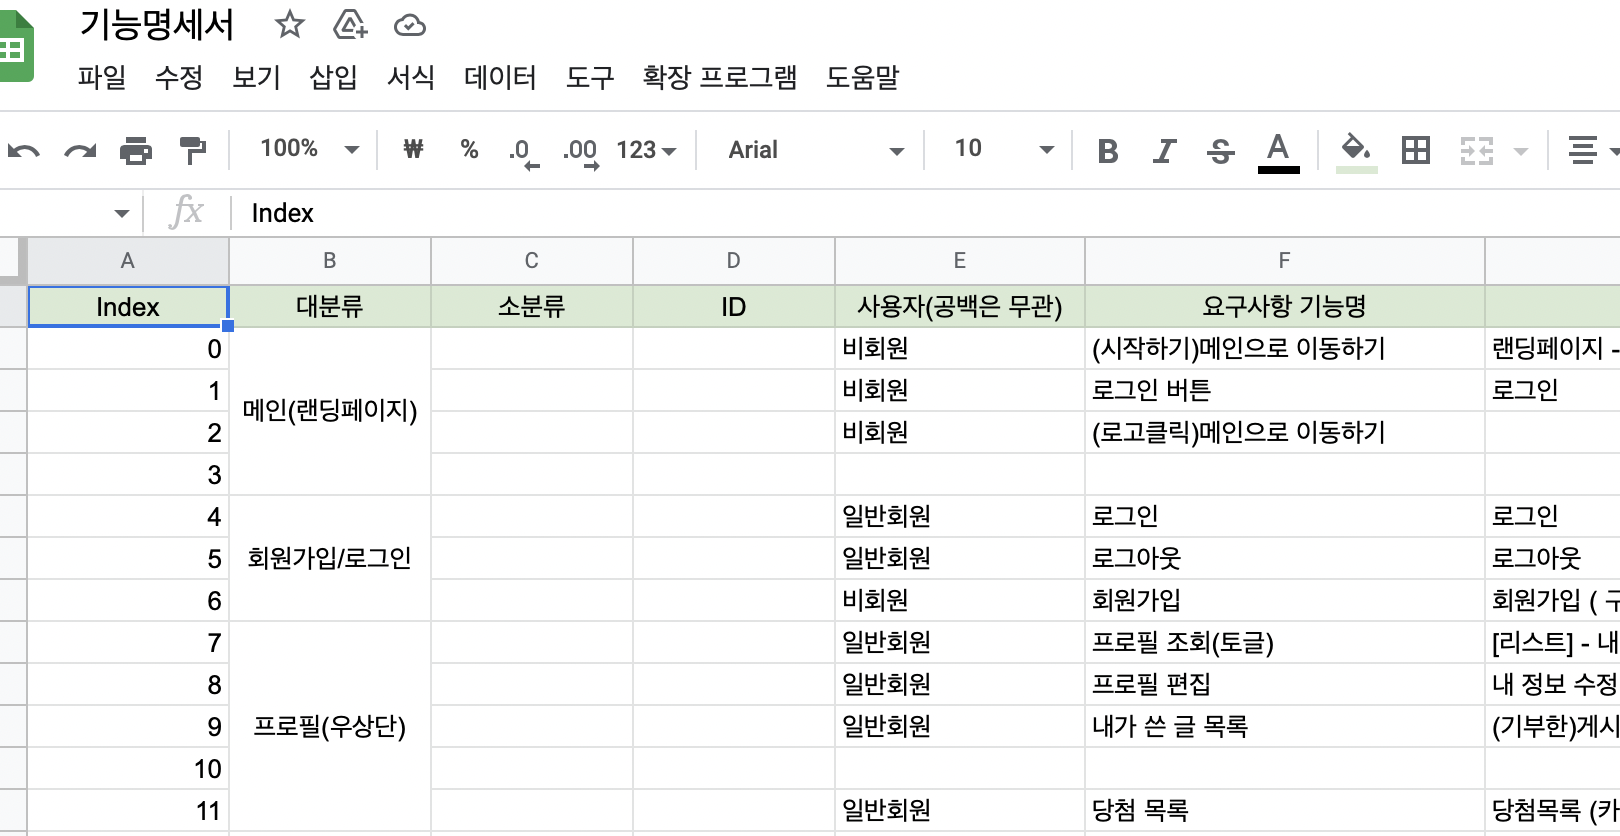 기능명세서
파일 수정 보기 삽입 서식 데이터 도구 확장 프로그램 도움말
100% ₩ % .0 .00 123 Arial 10 B I S A
fx Index
A B C D E F
Index 대분류 소분류 ID 사용자(공백은 무관) 요구사항 기능명
0 비회원 (시작하기)메인으로 이동하기 랜딩페이지 -
1 비회원 로그인 버튼 로그인
메인(랜딩페이지)
2 비회원 (로고클릭)메인으로 이동하기
3
4 일반회원 로그인 로그인
5 회원가입/로그인 일반회원 로그아웃 로그아웃
6 비회원 회원가입 회원가입 ( 구
7 일반회원 프로필 조회(토글) [리스트] - 내
8 일반회원 프로필 편집 내 정보 수정
9 프로필(우상단) 일반회원 내가 쓴 글 목록 (기부한)게시
10
11 일반회원 당첨 목록 당첨목록 (카